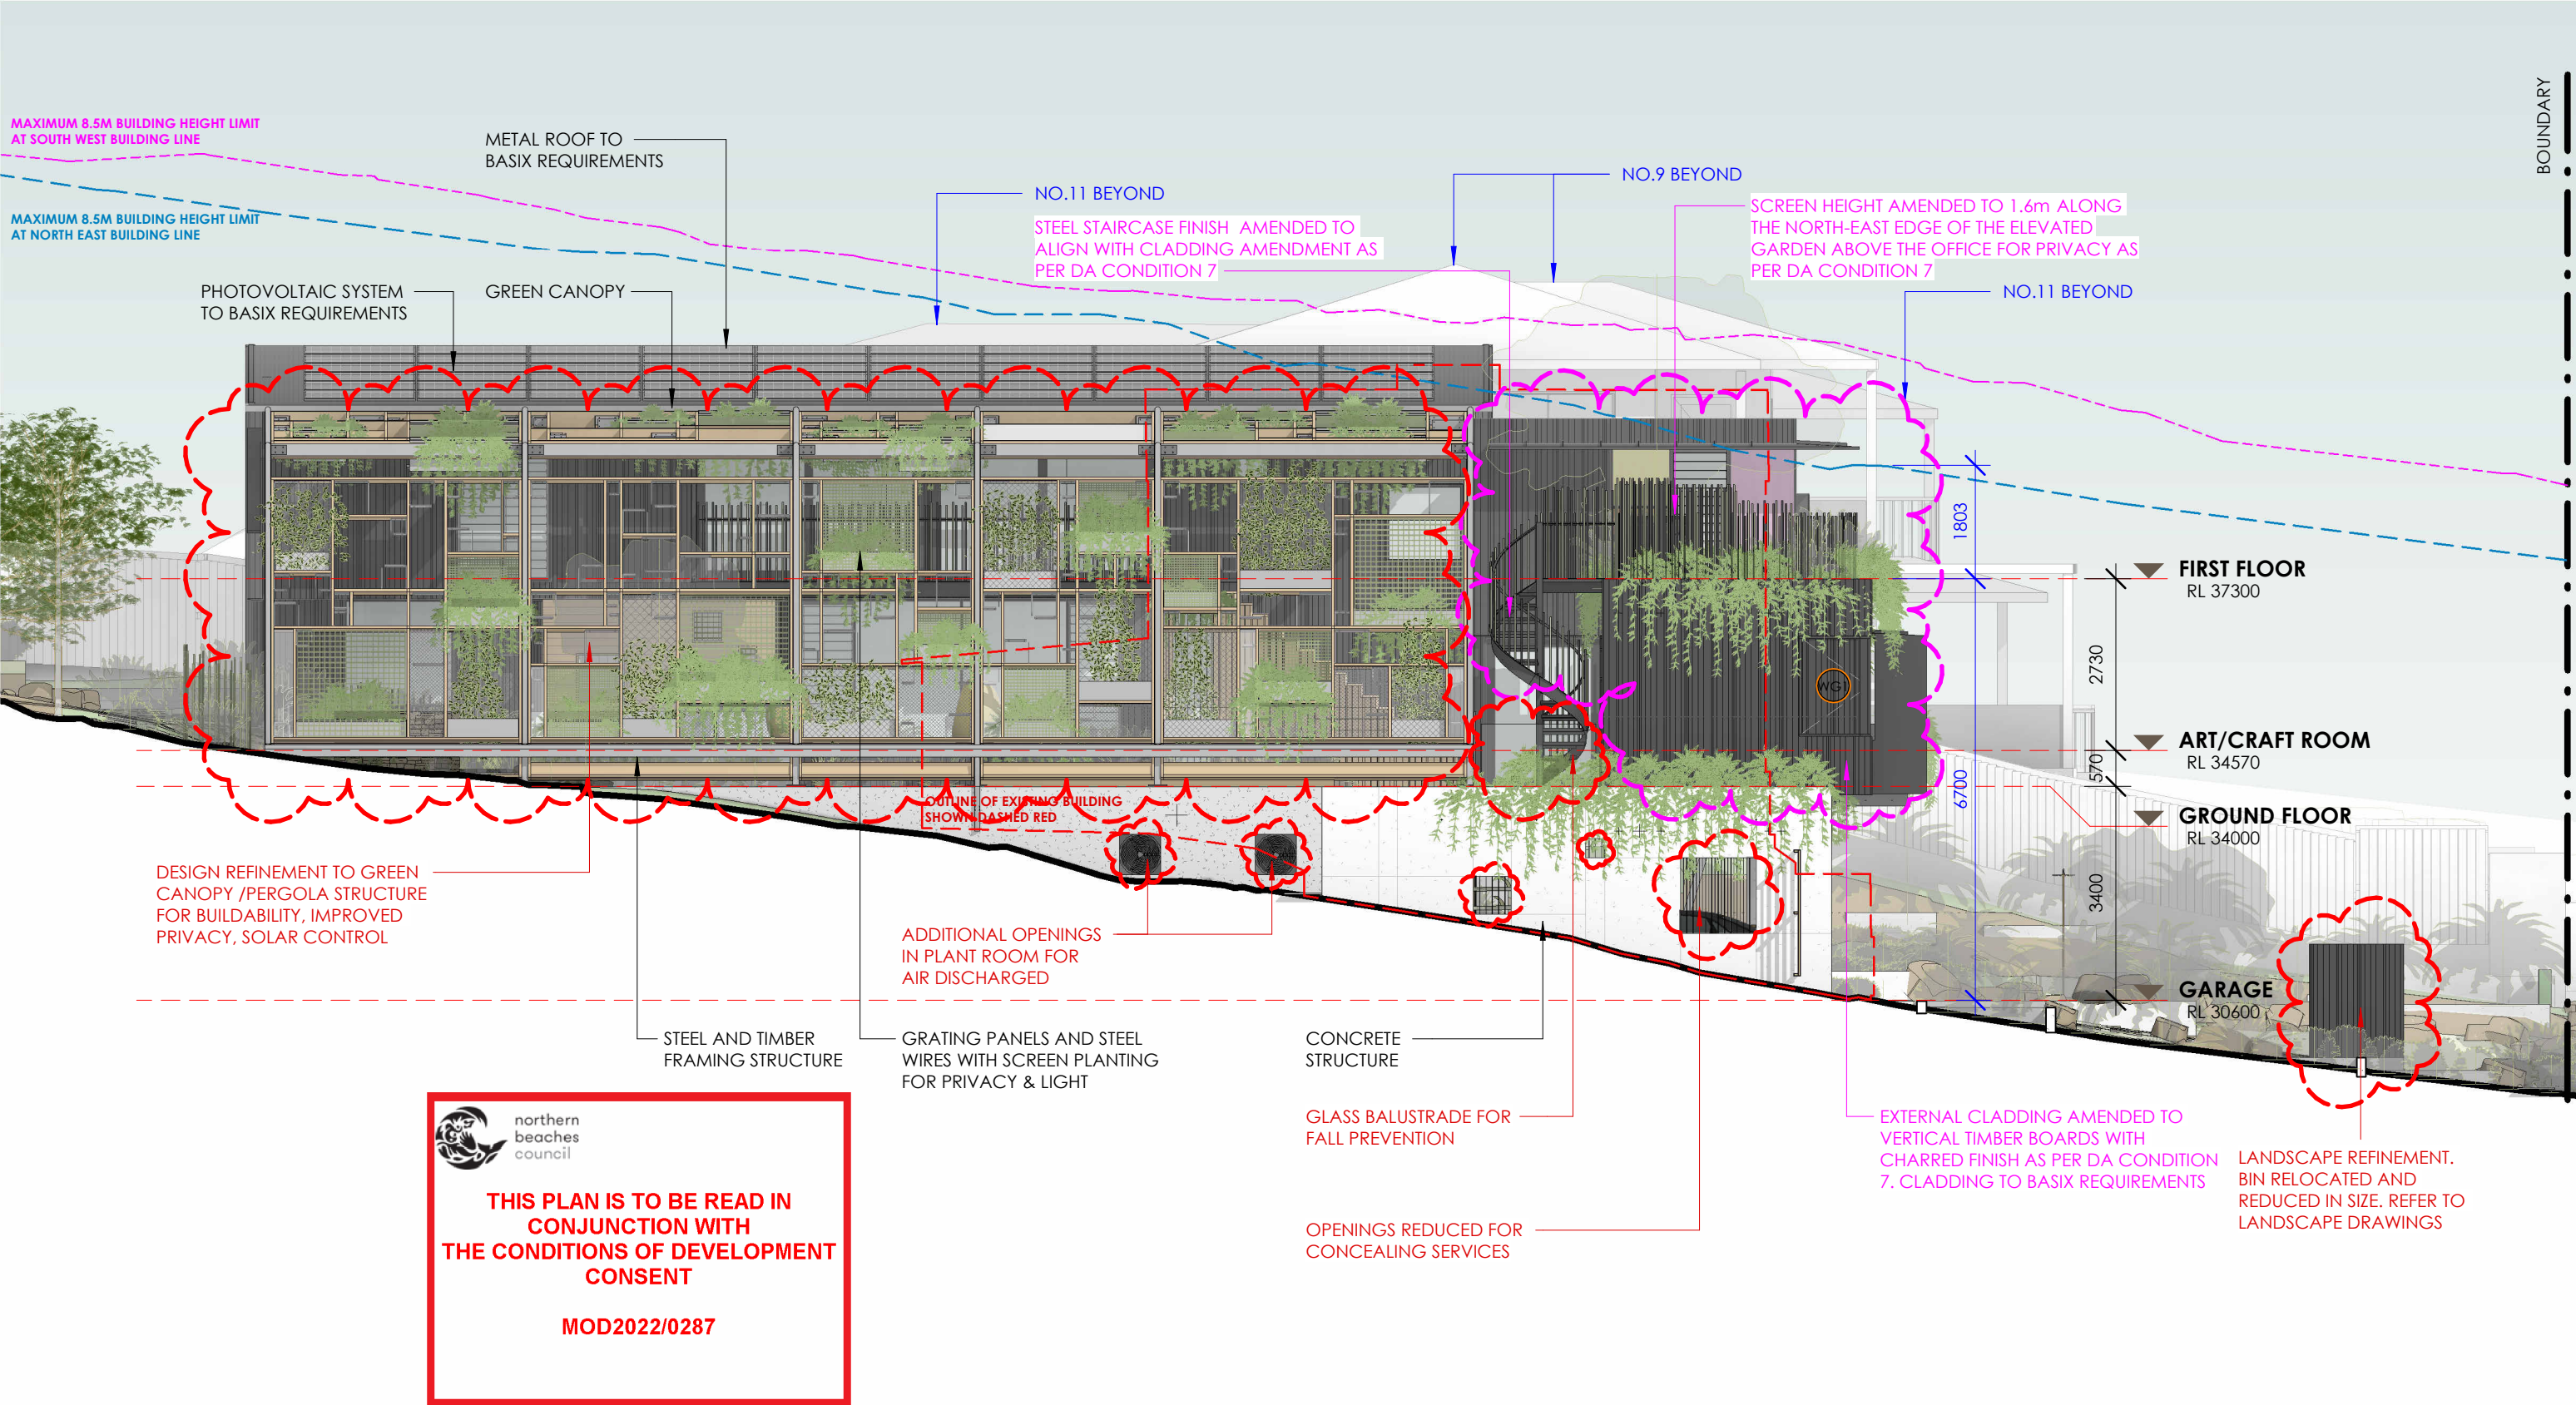 BOUNDARY
MAXIMUM 8.5M BUILDING HEIGHT LIMIT
AT SOUTH WEST BUILDING LINE
METAL ROOF TO
BASIX REQUIREMENTS
NO.9 BEYOND
NO.11 BEYOND
MAXIMUM 8.5M BUILDING HEIGHT LIMIT
AT NORTH EAST BUILDING LINE
STEEL STAIRCASE FINISH AMENDED TO
ALIGN WITH CLADDING AMENDMENT AS
PER DA CONDITION 7
SCREEN HEIGHT AMENDED TO 1.6m ALONG
THE NORTH-EAST EDGE OF THE ELEVATED
GARDEN ABOVE THE OFFICE FOR PRIVACY AS
PER DA CONDITION 7
PHOTOVOLTAIC SYSTEM
TO BASIX REQUIREMENTS
GREEN CANOPY
NO.11 BEYOND
1803
FIRST FLOOR
RL 37300
2730
WG1
ART/CRAFT ROOM
RL 34570
570
6700
OUTLINE OF EXISTING BUILDING
SHOWN DASHED RED
GROUND FLOOR
RL 34000
3400
DESIGN REFINEMENT TO GREEN
CANOPY /PERGOLA STRUCTURE
FOR BUILDABILITY, IMPROVED
PRIVACY, SOLAR CONTROL
ADDITIONAL OPENINGS
IN PLANT ROOM FOR
AIR DISCHARGED
GARAGE
RL 30600
STEEL AND TIMBER
FRAMING STRUCTURE
GRATING PANELS AND STEEL
WIRES WITH SCREEN PLANTING
FOR PRIVACY & LIGHT
CONCRETE
STRUCTURE
GLASS BALUSTRADE FOR
FALL PREVENTION
EXTERNAL CLADDING AMENDED TO
VERTICAL TIMBER BOARDS WITH
CHARRED FINISH AS PER DA CONDITION
7. CLADDING TO BASIX REQUIREMENTS
LANDSCAPE REFINEMENT.
BIN RELOCATED AND
REDUCED IN SIZE. REFER TO
LANDSCAPE DRAWINGS
OPENINGS REDUCED FOR
CONCEALING SERVICES
northern
beaches
council
THIS PLAN IS TO BE READ IN
CONJUNCTION WITH
THE CONDITIONS OF DEVELOPMENT
CONSENT
MOD2022/0287